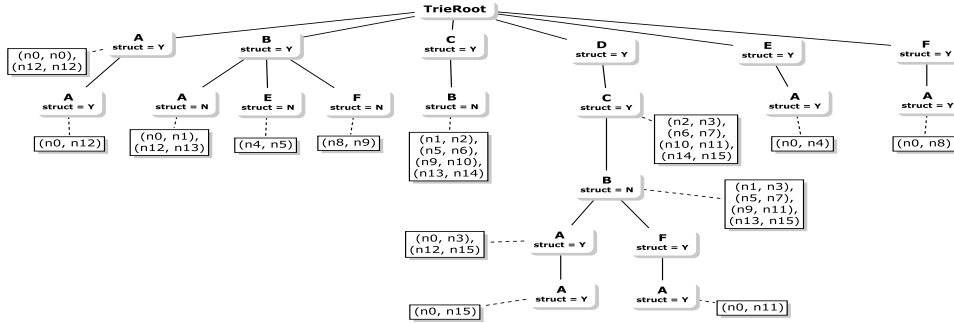 TrieRoot
A
struct = Y
B
struct = Y
C
struct = Y
D
struct = Y
E
struct = Y
F
struct = Y
(n0, n0),
(n12, n12)
A
struct = Y
A
struct = N
E
struct = N
F
struct = N
B
struct = N
C
struct = Y
A
struct = Y
A
struct = Y
(n0, n12)
(n0, n1),
(n12, n13)
(n4, n5)
(n8, n9)
(n1, n2),
(n5, n6),
(n9, n10),
(n13, n14)
(n2, n3),
(n6, n7),
(n10, n11),
(n14, n15)
(n0, n4)
(n0, n8)
B
struct = N
(n1, n3),
(n5, n7),
(n9, n11),
(n13, n15)
(n0, n3),
(n12, n15)
A
struct = Y
F
struct = Y
A
struct = Y
A
struct = Y
(n0, n15)
(n0, n11)